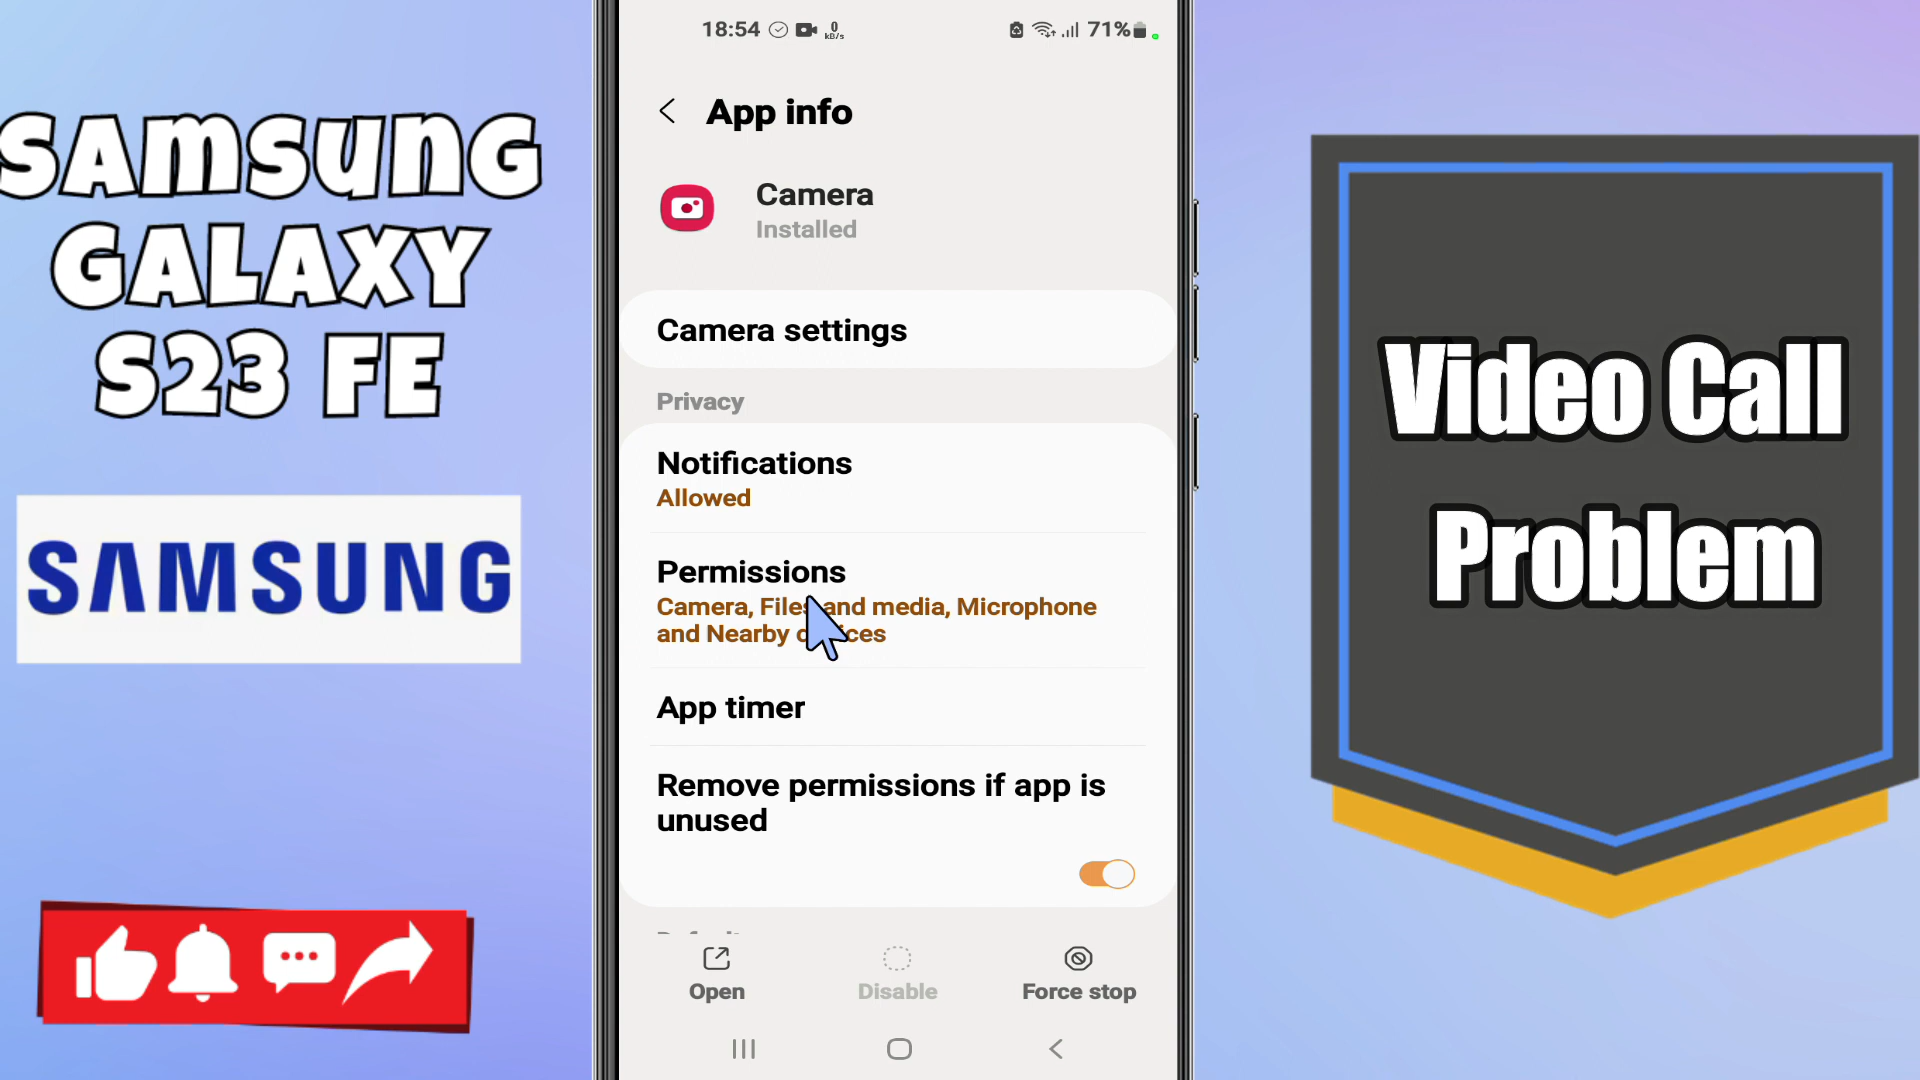 SAMSUNG
GALAXY
S23 FE
SAMSUNG
18:54
0
kB/s
71%
App info
Camera
Installed
Camera settings
Privacy
Notifications
Allowed
Permissions
Camera, Files and media, Microphone
and Nearby
App timer
Remove permissions if app is
unused
Open
Disable
Force stop
Video Call
Problem